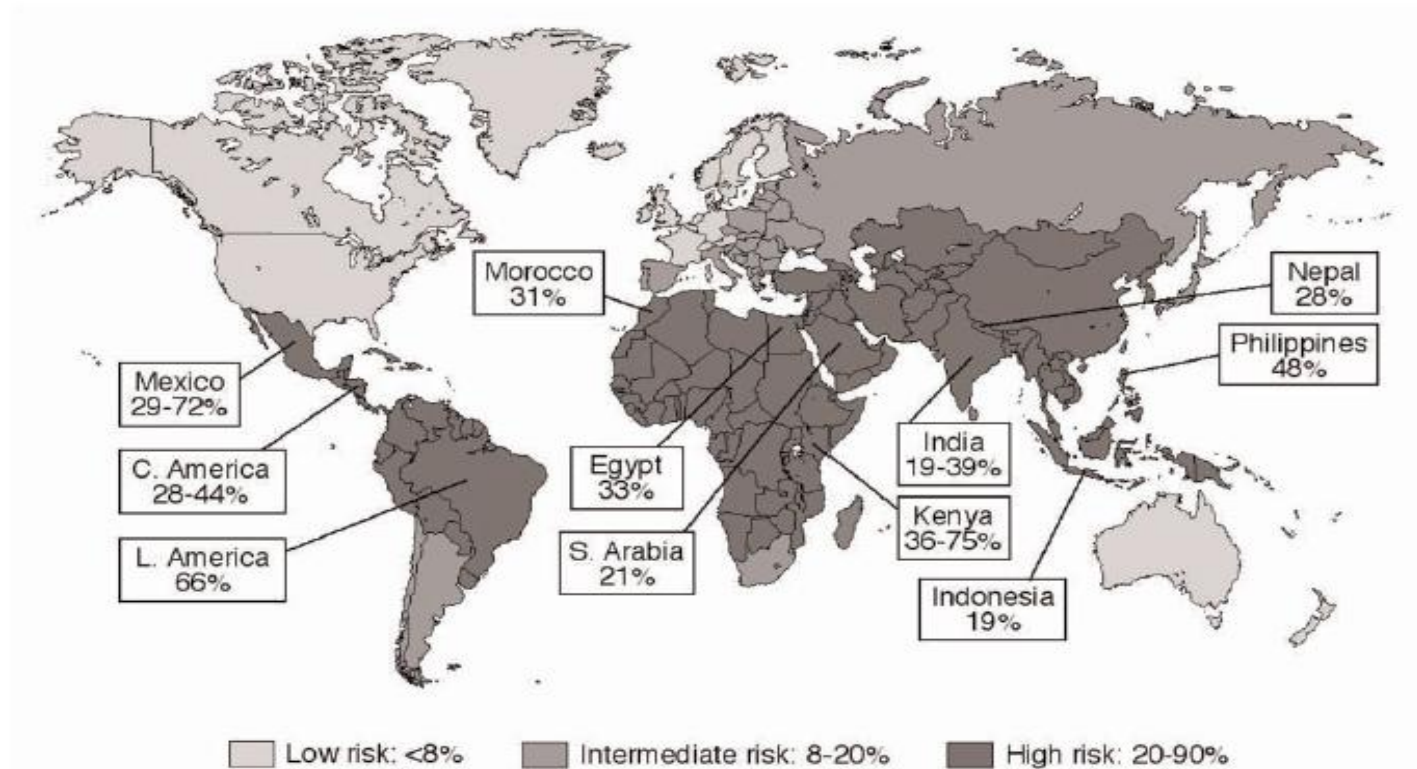 Morocco
31%
Nepal
28%
Philippines
48%
Mexico
29-72%
C. America
28-44%
L. America
66%
Egypt
33%
S. Arabia
21%
India
19-39%
Kenya
36-75%
Indonesia
19%
Low risk: <8%
Intermediate risk: 8-20%
High risk: 20-90%